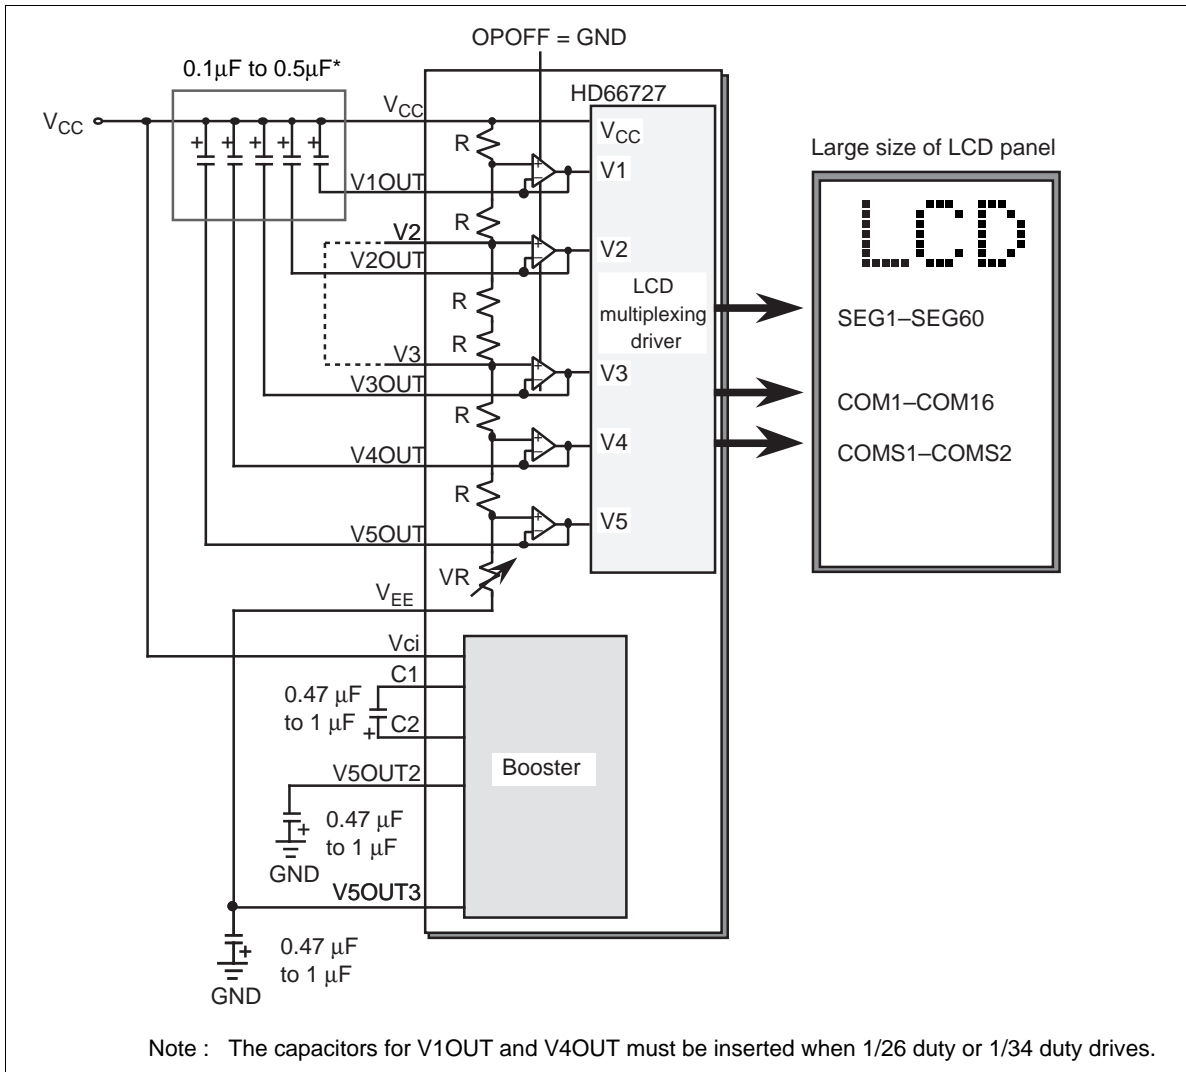 OPOFF = GND
0.1μF to 0.5μF*
HD66727
VCC
VCC
VCC
R
V1
V1OUT
Large size of LCD panel
LCD
R
V2
V2
V2OUT
R
LCD
multiplexing
driver
SEG1–SEG60
R
V3
V3
V3OUT
R
COM1–COM16
V4
V4OUT
COMS1–COMS2
R
V5
V5OUT
VR
VEE
Vci
C1
0.47 μF
to 1 μF
C2
Booster
V5OUT2
0.47 μF
to 1 μF
GND
V5OUT3
0.47 μF
to 1 μF
GND
Note : The capacitors for V1OUT and V4OUT must be inserted when 1/26 duty or 1/34 duty drives.